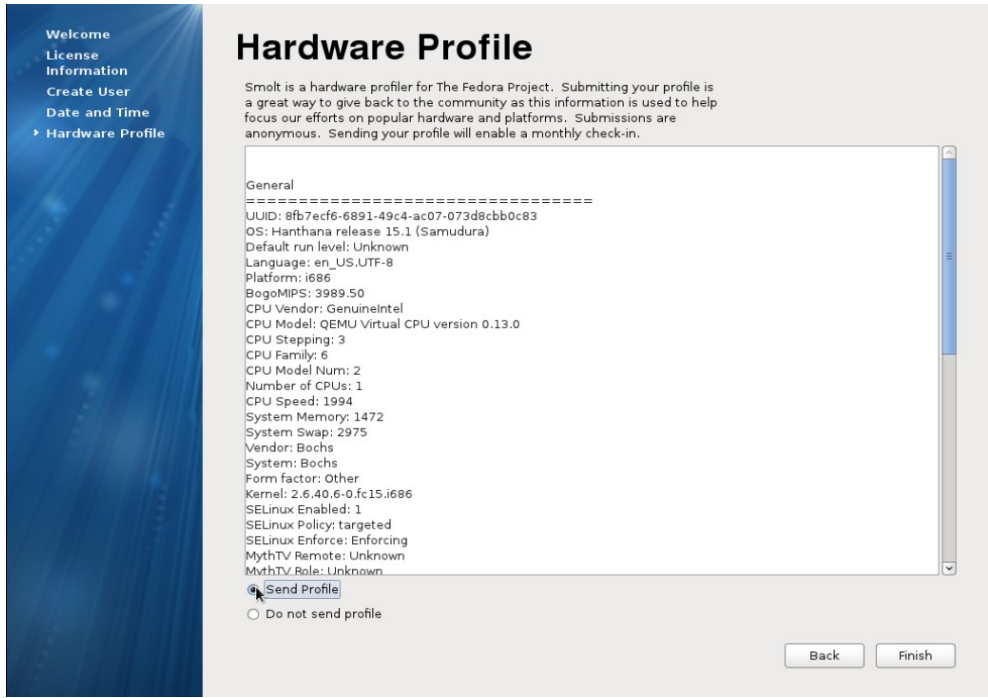 Welcome
License
Information
Create User
Date and Time
Hardware Profile
Hardware Profile
Smolt is a hardware profiler for The Fedora Project. Submitting your profile is
a great way to give back to the community as this information is used to help
focus our efforts on popular hardware and platforms. Submissions are
anonymous. Sending your profile will enable a monthly check-in.
General
=================================
UUID: 8fb7ecf6-6891-49c4-ac07-073d8cbb0c83
OS: Hanthana release 15.1 (Samudura)
Default run level: Unknown
Language: en_US.UTF-8
Platform: i686
BogoMIPS: 3989.50
CPU Vendor: GenuineIntel
CPU Model: QEMU Virtual CPU version 0.13.0
CPU Stepping: 3
CPU Family: 6
CPU Model Num: 2
Number of CPUs: 1
CPU Speed: 1994
System Memory: 1472
System Swap: 2975
Vendor: Bochs
System: Bochs
Form factor: Other
Kernel: 2.6.40.6-0.fc15.i686
SELinux Enabled: 1
SELinux Policy: targeted
SELinux Enforce: Enforcing
MythTV Remote: Unknown
MythTV Role: Unknown
Send Profile
Do not send profile
Back
Finish